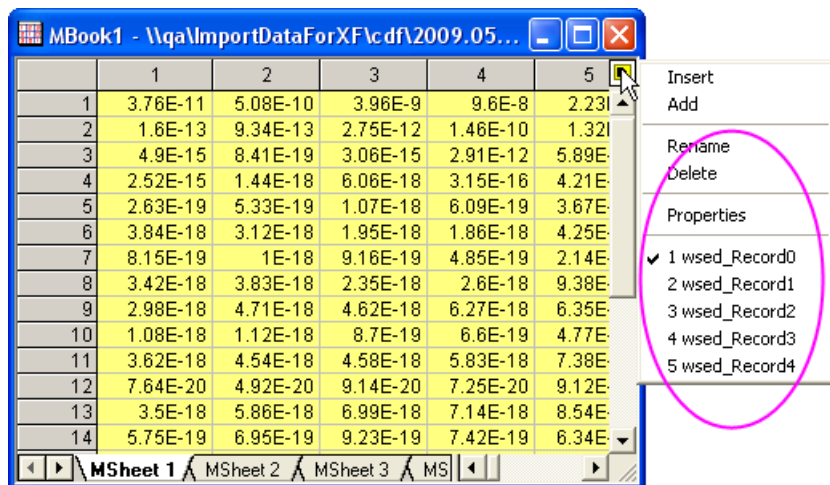 MBook1 - \\qa\ImportDataForXF\cdf\2009.05...
1 2 3 4 5
1 3.76E-11 5.08E-10 3.96E-9 9.6E-8 2.23
2 1.6E-13 9.34E-13 2.75E-12 1.46E-10 1.32
3 4.9E-15 8.41E-19 3.06E-15 2.91E-12 5.89E-
4 2.52E-15 1.44E-18 6.06E-18 3.15E-16 4.21E-
5 2.63E-19 5.33E-19 1.07E-18 6.09E-19 3.67E-
6 3.84E-18 3.12E-18 1.95E-18 1.86E-18 4.25E-
7 8.15E-19 1E-18 9.16E-19 4.85E-19 2.14E-
8 3.42E-18 3.83E-18 2.35E-18 2.6E-18 9.38E-
9 2.98E-18 4.71E-18 4.62E-18 6.27E-18 6.35E-
10 1.08E-18 1.12E-18 8.7E-19 6.6E-19 4.77E-
11 3.62E-18 4.54E-18 4.58E-18 5.83E-18 7.38E-
12 7.64E-20 4.92E-20 9.14E-20 7.25E-20 9.12E-
13 3.5E-18 5.86E-18 6.99E-18 7.14E-18 8.54E-
14 5.75E-19 6.95E-19 9.23E-19 7.42E-19 6.34E-
MSheet 1 MSheet 2 MSheet 3 MS
Insert
Add
Rename
Delete
Properties
1 wsed_Record0
2 wsed_Record1
3 wsed_Record2
4 wsed_Record3
5 wsed_Record4